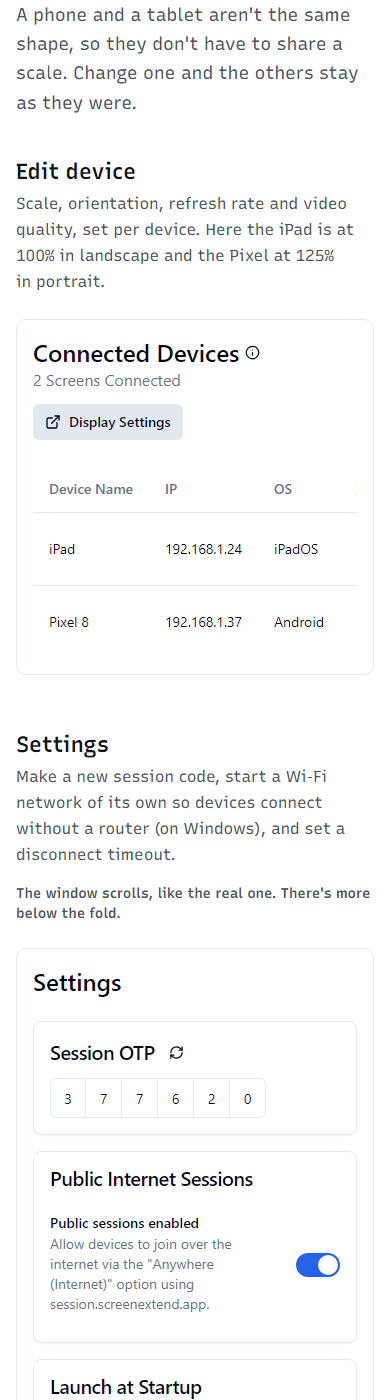 A phone and a tablet aren't the same
shape, so they don't have to share a
scale. Change one and the others stay
as they were.
Edit device
Scale, orientation, refresh rate and video
quality, set per device. Here the iPad is at
100% in landscape and the Pixel at 125%
in portrait.
Connected Devices
2 Screens Connected
Display Settings
Device Name IP OS
iPad 192.168.1.24 iPadOS
Pixel 8 192.168.1.37 Android
Settings
Make a new session code, start a Wi-Fi
network of its own so devices connect
without a router (on Windows), and set a
disconnect timeout.
The window scrolls, like the real one. There's more
below the fold.
Settings
Session OTP
3 7 7 6 2 0
Public Internet Sessions
Public sessions enabled
Allow devices to join over the
internet via the "Anywhere
(Internet)" option using
session.screenextend.app.
Launch at Startup